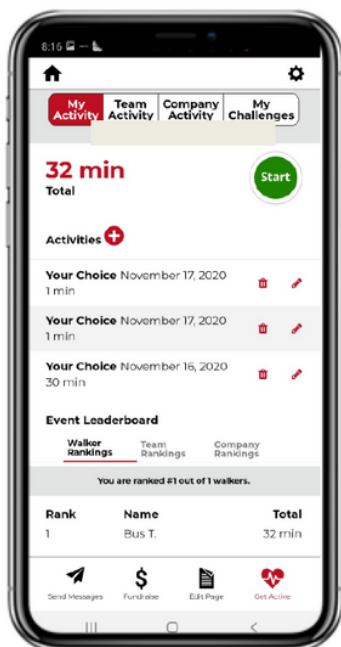 8:16
My Activity
Team Activity
Company Activity
My Challenges
32 min
Total
Start
Activities
Your Choice November 17, 2020
1 min
Your Choice November 17, 2020
1 min
Your Choice November 16, 2020
30 min
Event Leaderboard
Walker Rankings
Team Rankings
Company Rankings
You are ranked #1 out of 1 walkers.
Rank Name Total
1 Bus T. 32 min
Send Messages
Fundraise
Edit Page
Get Active